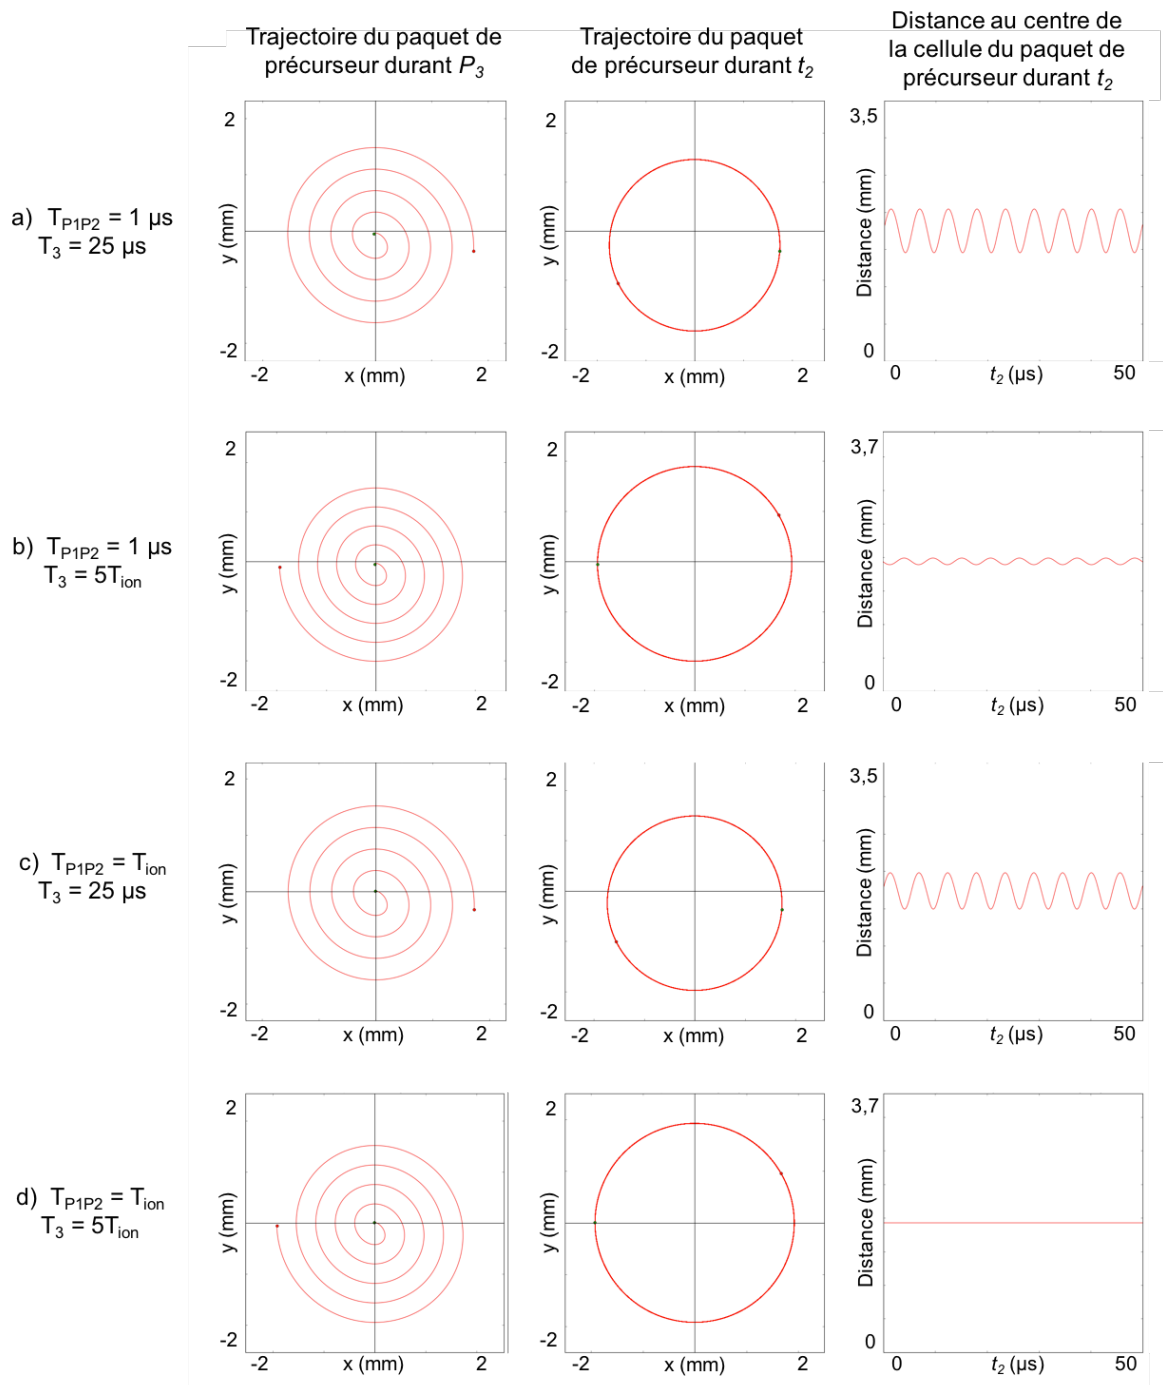 Trajectoire du paquet de
précurseur durant P3
Trajectoire du paquet
de précurseur durant t2
Distance au centre de
la cellule du paquet de
précurseur durant t2
a) TP1P2 = 1 µs
T3 = 25 µs
2
y (mm)
-2
-2
x (mm)
2
2
y (mm)
-2
-2
x (mm)
2
3,5
Distance (mm)
0
0
t2 (µs)
50
b) TP1P2 = 1 µs
T3 = 5Tion
2
y (mm)
-2
-2
x (mm)
2
2
y (mm)
-2
-2
x (mm)
2
3,7
Distance (mm)
0
0
t2 (µs)
50
c) TP1P2 = Tion
T3 = 25 µs
2
y (mm)
-2
-2
x (mm)
2
2
y (mm)
-2
-2
x (mm)
2
3,5
Distance (mm)
0
0
t2 (µs)
50
d) TP1P2 = Tion
T3 = 5Tion
2
y (mm)
-2
-2
x (mm)
2
2
y (mm)
-2
-2
x (mm)
2
3,7
Distance (mm)
0
0
t2 (µs)
50